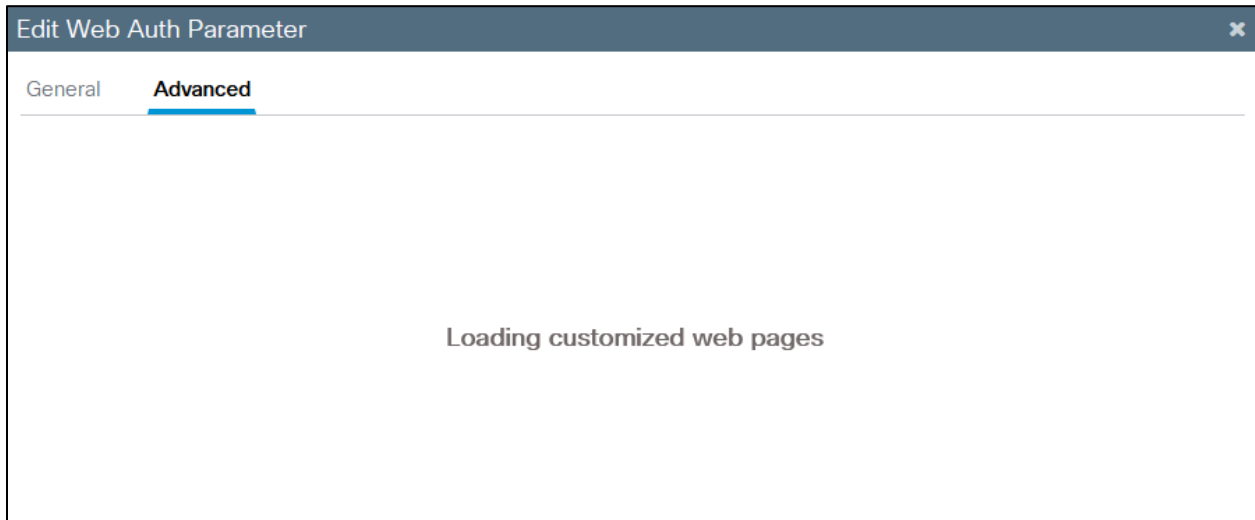 Edit Web Auth Parameter
General Advanced
Loading customized web pages